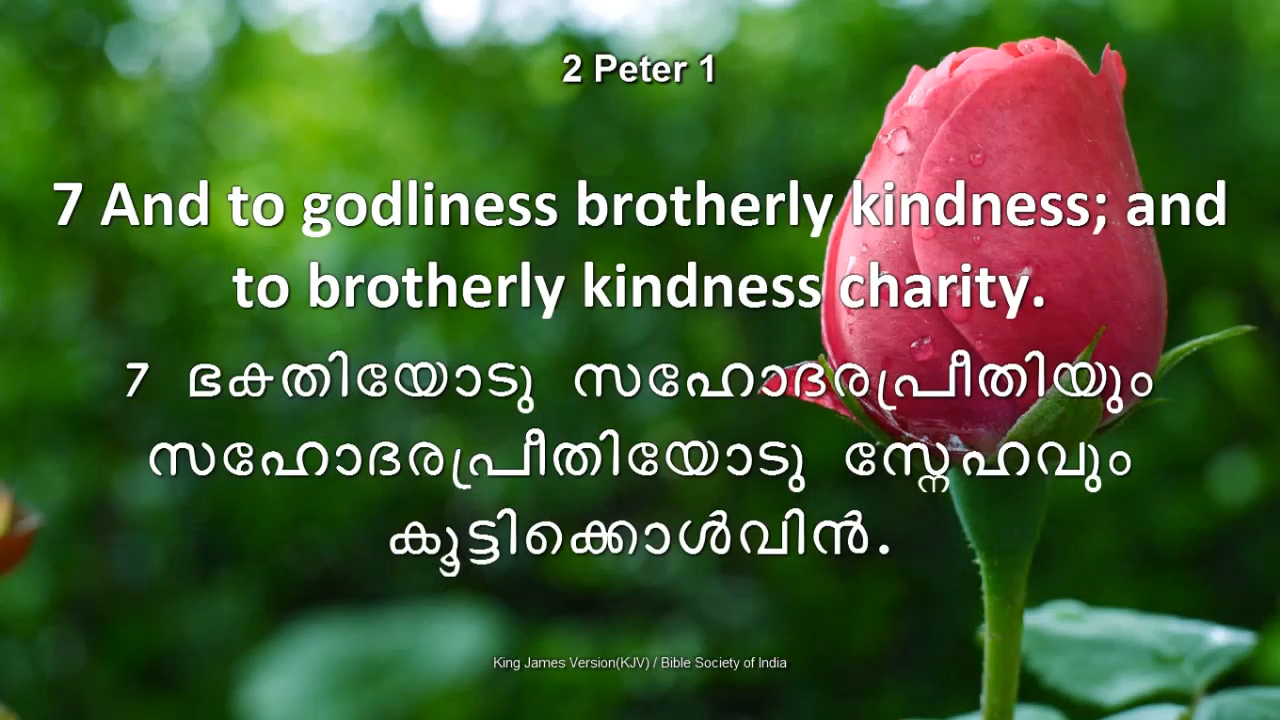 2 Peter 1
7 And to godliness brotherly kindness; and
to brotherly kindness charity.
7 ഭക്തിയോടു സഹോദരപ്രീതിയും
സഹോദരപ്രീതിയോടു സ്നേഹവും
കൂട്ടിക്കൊൾവിൻ.
King James Version(KJV) / Bible Society of India